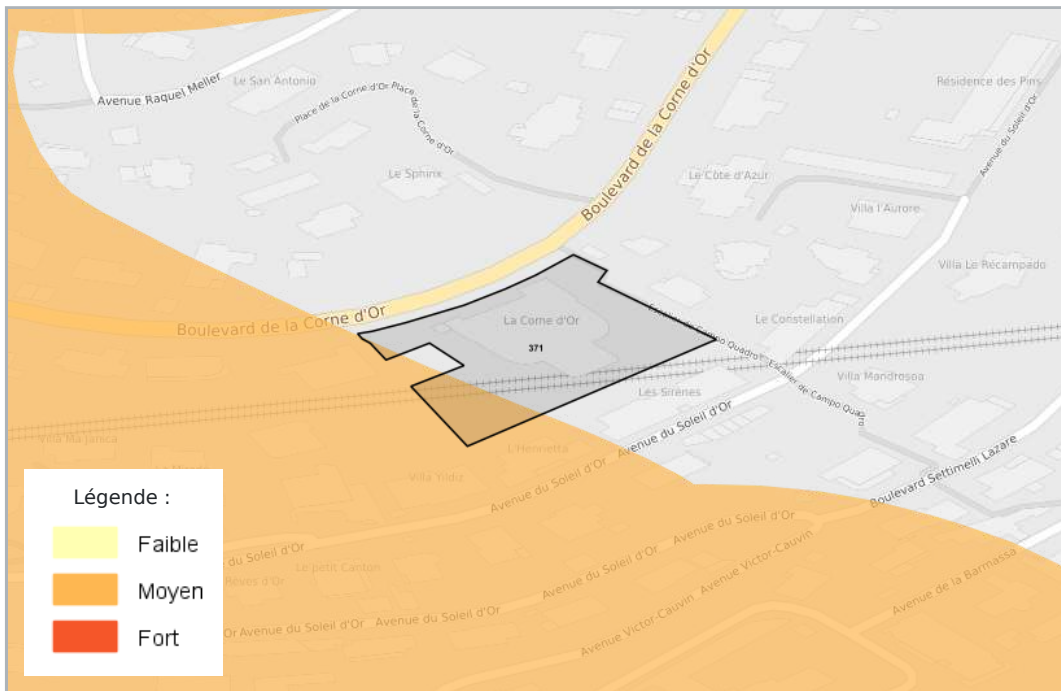 Le San Antonio
Avenue Raquel Meller
Place de la Corne d'Or
Place de la Corne d'Or
Boulevard de la Corne d'Or
Résidence des Pins
Avenue du Soleil d'Or
Le Sphinx
Le Côte d'Azur
Villa l'Aurore
Boulevard de la Corne d'Or
Villa Le Récampado
La Corne d'Or
Escalier de Campo Quadro
Le Constellation
371
Escalier de Campo Quadro
Villa Mandrosoa
Les Sirènes
Avenue du Soleil d'Or
L'Henrietta
Villa Yildiz
Boulevard Settimelli Lazare
Légende :
Faible
Moyen
Fort
Avenue du Soleil d'Or
Avenue du Soleil d'Or
du Soleil d'Or
Le petit Canton
Rêves d'Or
Avenue du Soleil d'Or
Avenue Victor-Cauvin
Avenue de la Barmassa
Avenue du Soleil d'Or
Avenue du Soleil d'Or
Avenue Victor-Cauvin